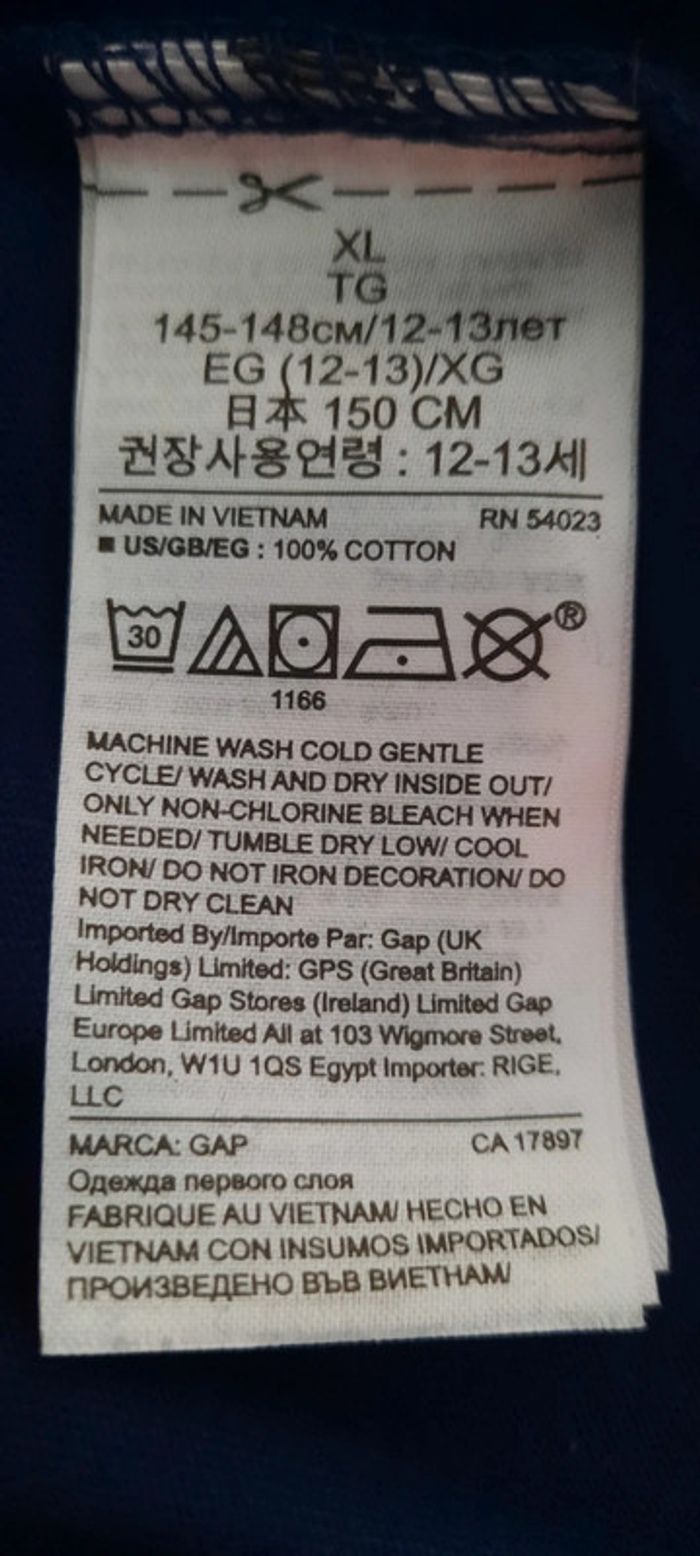 XL
TG
145-148см/12-13лет
EG (12-13)/XG
日本 150 CM
권장사용연령 : 12-13세
MADE IN VIETNAM RN 54023
US/GB/EG : 100% COTTON
30
®
1166
MACHINE WASH COLD GENTLE
CYCLE/ WASH AND DRY INSIDE OUT/
ONLY NON-CHLORINE BLEACH WHEN
NEEDED/ TUMBLE DRY LOW/ COOL
IRON/ DO NOT IRON DECORATION/ DO
NOT DRY CLEAN
Imported By/Importe Par: Gap (UK
Holdings) Limited: GPS (Great Britain)
Limited Gap Stores (Ireland) Limited Gap
Europe Limited All at 103 Wigmore Street,
London, W1U 1QS Egypt Importer: RIGE,
LLC
MARCA: GAP CA 17897
Одежда первого слоя
FABRIQUE AU VIETNAM/ HECHO EN
VIETNAM CON INSUMOS IMPORTADOS/
ПРОИЗВЕДЕНО ВЪВ ВИЕТНАМ/